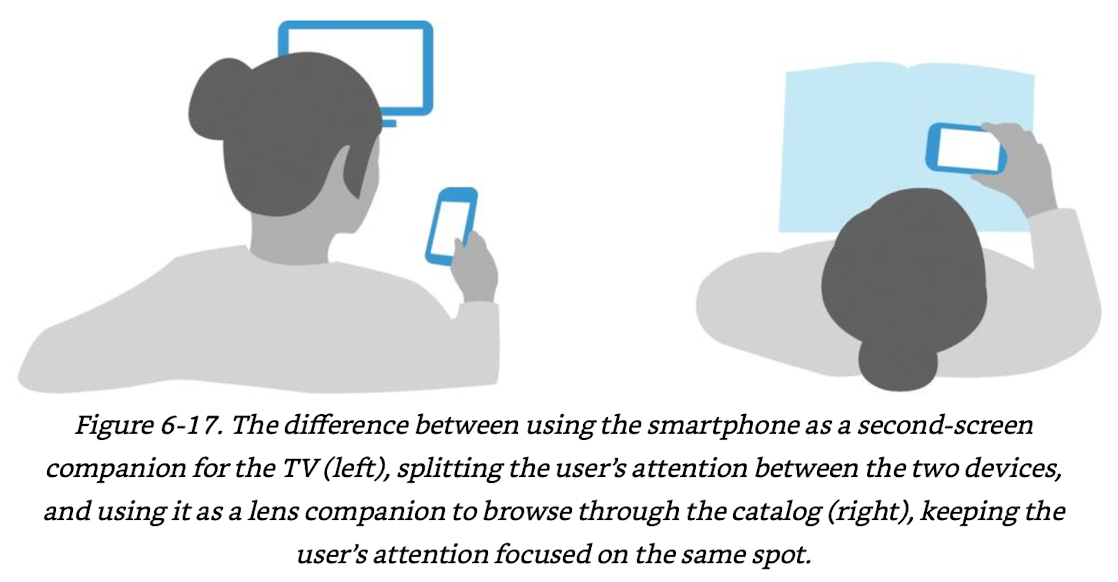 Figure 6-17. The difference between using the smartphone as a second-screen
companion for the TV (left), splitting the user’s attention between the two devices,
and using it as a lens companion to browse through the catalog (right), keeping the
user’s attention focused on the same spot.